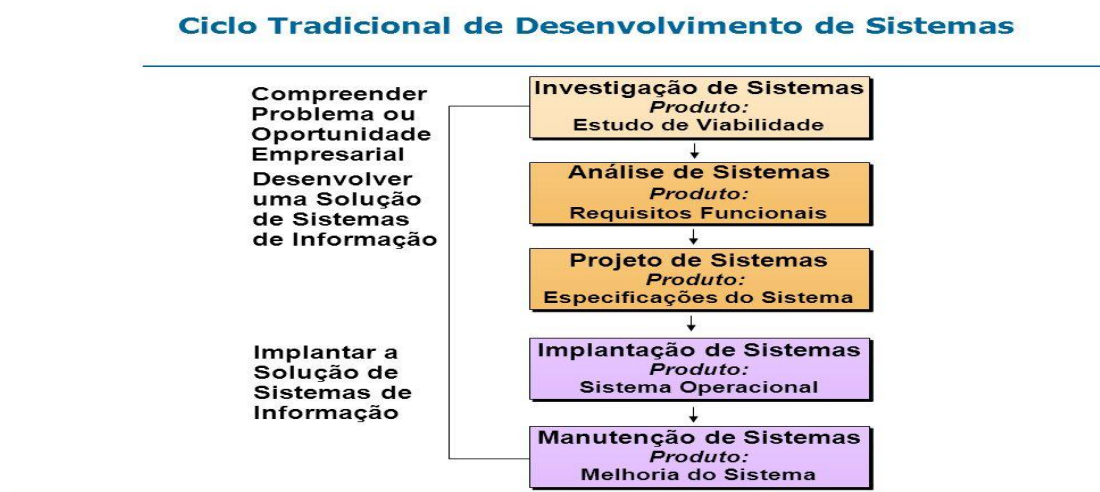 Ciclo Tradicional de Desenvolvimento de Sistemas
Compreender
Problema ou
Oportunidade
Empresarial
Desenvolver
uma Solução
de Sistemas
de Informação
Implantar a
Solução de
Sistemas de
Informação
Investigação de Sistemas
Produto:
Estudo de Viabilidade
Análise de Sistemas
Produto:
Requisitos Funcionais
Projeto de Sistemas
Produto:
Especificações do Sistema
Implantação de Sistemas
Produto:
Sistema Operacional
Manutenção de Sistemas
Produto:
Melhoria do Sistema